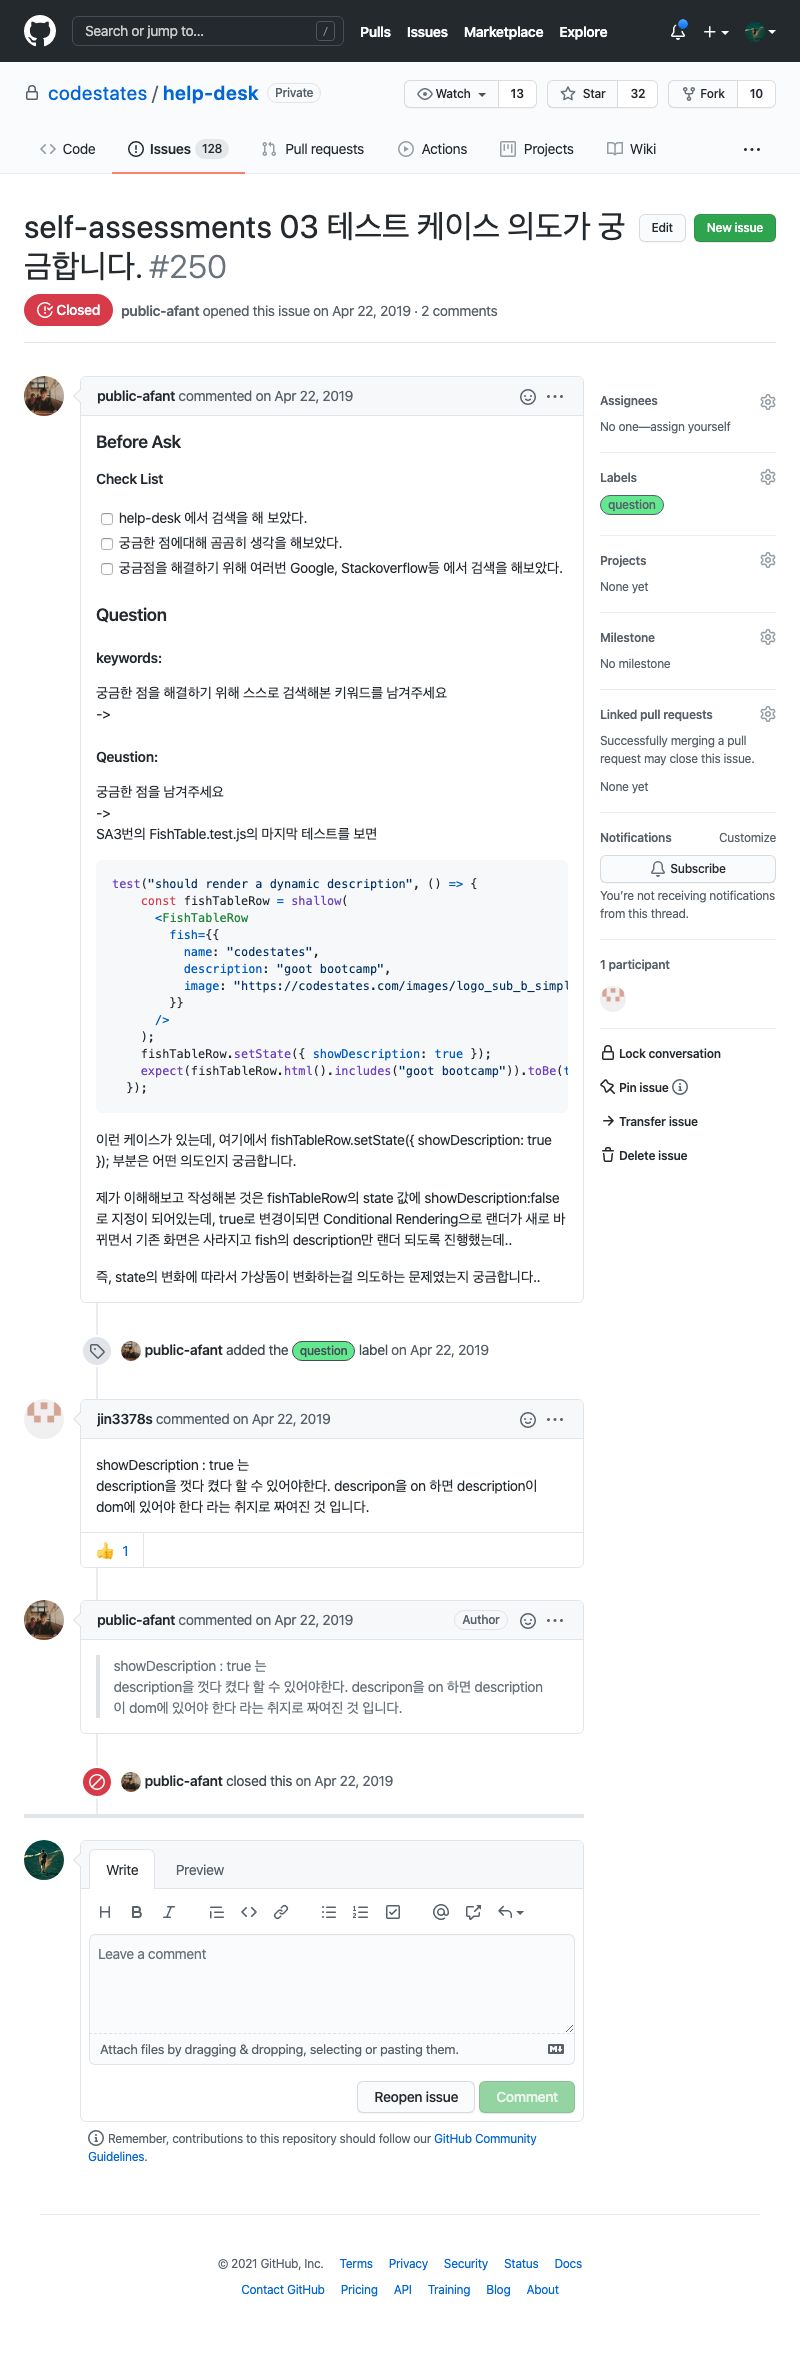 Search or jump to...
/
Pulls
Issues
Marketplace
Explore
codestates / help-desk
Private
Watch
13
Star
32
Fork
10
Code
Issues 128
Pull requests
Actions
Projects
Wiki
self-assessments 03 테스트 케이스 의도가 궁
금합니다. #250
Edit
New issue
Closed
public-afant opened this issue on Apr 22, 2019 · 2 comments
public-afant commented on Apr 22, 2019
Before Ask
Check List
help-desk 에서 검색을 해 보았다.
궁금한 점에대해 곰곰히 생각을 해보았다.
궁금점을 해결하기 위해 여러번 Google, Stackoverflow등 에서 검색을 해보았다.
Question
keywords:
궁금한 점을 해결하기 위해 스스로 검색해본 키워드를 남겨주세요
->
Qeustion:
궁금한 점을 남겨주세요
->
SA3번의 FishTable.test.js의 마지막 테스트를 보면
test("should render a dynamic description", () => {
const fishTableRow = shallow(
<FishTableRow
fish={{
name: "codestates",
description: "goot bootcamp",
image: "https://codestates.com/images/logo_sub_b_simpl
}}
/>
);
fishTableRow.setState({ showDescription: true });
expect(fishTableRow.html().includes("goot bootcamp")).toBe(t
});
이런 케이스가 있는데, 여기에서 fishTableRow.setState({ showDescription: true
}); 부분은 어떤 의도인지 궁금합니다.
제가 이해해보고 작성해본 것은 fishTableRow의 state 값에 showDescription:false
로 지정이 되어있는데, true로 변경이되면 Conditional Rendering으로 랜더가 새로 바
뀌면서 기존 화면은 사라지고 fish의 description만 랜더 되도록 진행했는데..
즉, state의 변화에 따라서 가상돔이 변화하는걸 의도하는 문제였는지 궁금합니다..
public-afant added the question label on Apr 22, 2019
jin3378s commented on Apr 22, 2019
showDescription : true 는
description을 껏다 켰다 할 수 있어야한다. descripon을 on 하면 description이
dom에 있어야 한다 라는 취지로 짜여진 것 입니다.
👍 1
public-afant commented on Apr 22, 2019
Author
showDescription : true 는
description을 껏다 켰다 할 수 있어야한다. descripon을 on 하면 description
이 dom에 있어야 한다 라는 취지로 짜여진 것 입니다.
public-afant closed this on Apr 22, 2019
Write
Preview
Leave a comment
Attach files by dragging & dropping, selecting or pasting them.
Reopen issue
Comment
Remember, contributions to this repository should follow our GitHub Community
Guidelines.
Assignees
No one—assign yourself
Labels
question
Projects
None yet
Milestone
No milestone
Linked pull requests
Successfully merging a pull
request may close this issue.
None yet
Notifications
Customize
Subscribe
You're not receiving notifications
from this thread.
1 participant
Lock conversation
Pin issue
Transfer issue
Delete issue
© 2021 GitHub, Inc.
Terms
Privacy
Security
Status
Docs
Contact GitHub
Pricing
API
Training
Blog
About